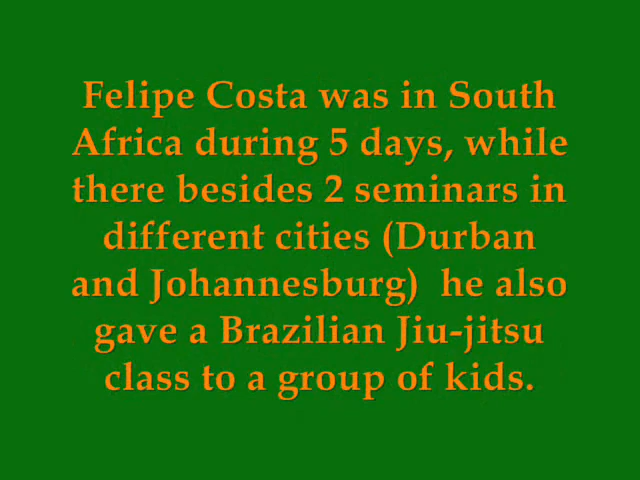 Felipe Costa was in South
Africa during 5 days, while
there besides 2 seminars in
different cities (Durban
and Johannesburg)  he also
gave a Brazilian Jiu-jitsu
class to a group of kids.